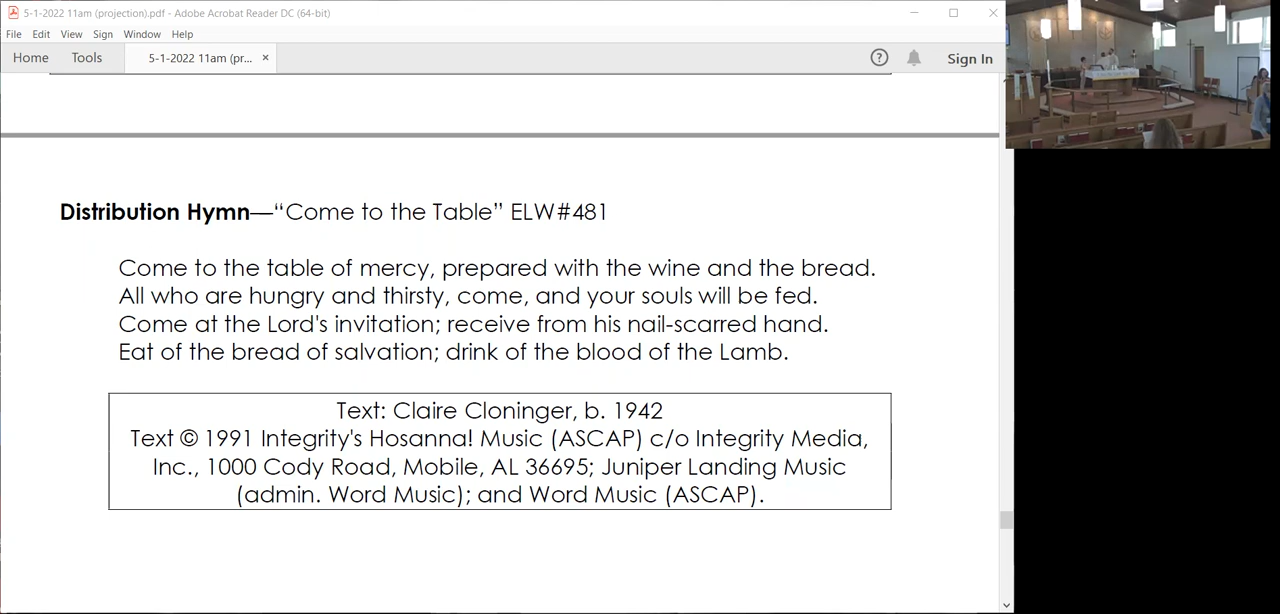 5-1-2022 11am (projection).pdf - Adobe Acrobat Reader DC (64-bit)
File Edit View Sign Window Help
Home Tools 5-1-2022 11am (pr... × Sign In
Distribution Hymn—“Come to the Table” ELW#481
Come to the table of mercy, prepared with the wine and the bread.
All who are hungry and thirsty, come, and your souls will be fed.
Come at the Lord's invitation; receive from his nail-scarred hand.
Eat of the bread of salvation; drink of the blood of the Lamb.
Text: Claire Cloninger, b. 1942
Text © 1991 Integrity's Hosanna! Music (ASCAP) c/o Integrity Media,
Inc., 1000 Cody Road, Mobile, AL 36695; Juniper Landing Music
(admin. Word Music); and Word Music (ASCAP).